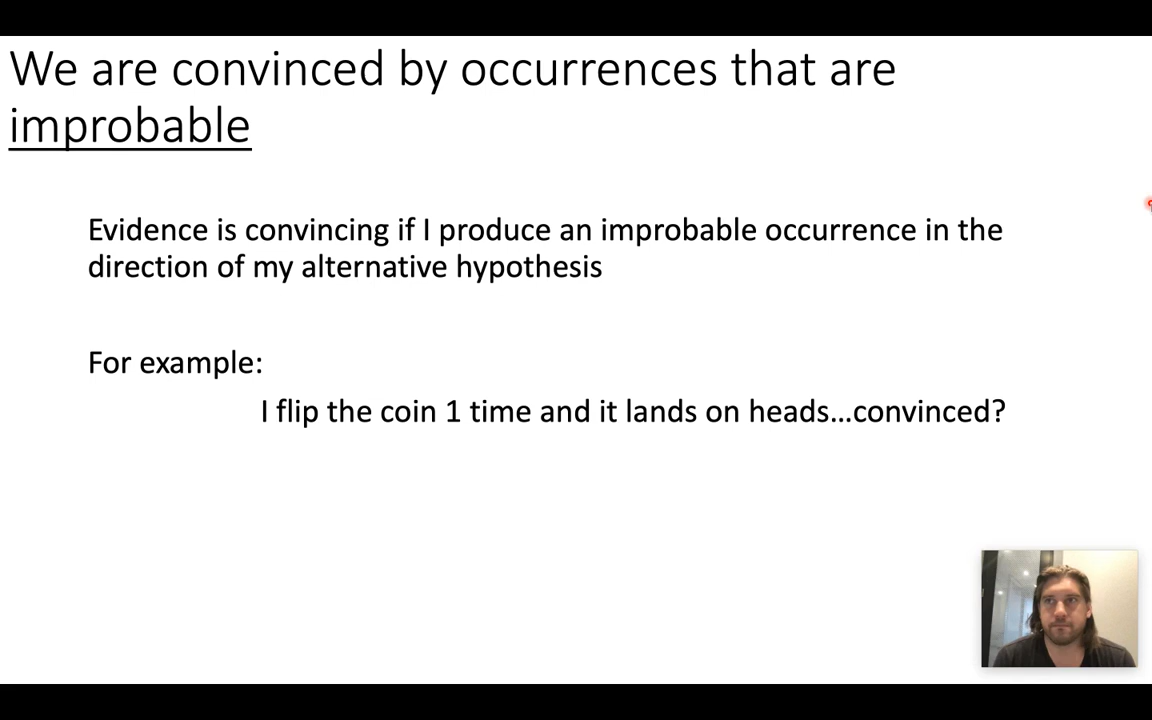 We are convinced by occurrences that are
improbable
Evidence is convincing if I produce an improbable occurrence in the
direction of my alternative hypothesis
For example:
I flip the coin 1 time and it lands on heads…convinced?